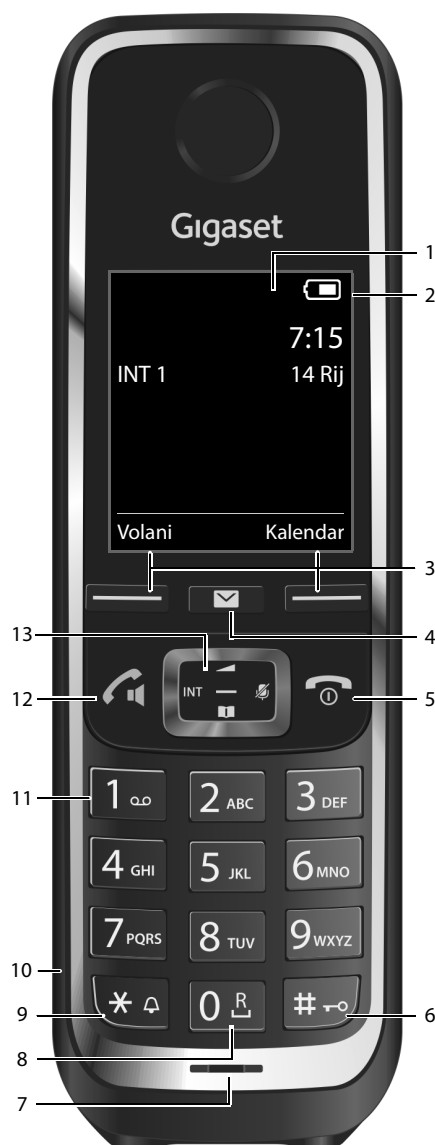 Gigaset
1
2
7:15
INT 1 14 Rij
Volani Kalendar
3
4
13
INT
12
5
11
1
2 ABC
3 DEF
4 GHI
5 JKL
6 MNO
7 PQRS
8 TUV
9 WXYZ
10
* 
0 R
#
9
6
8
7